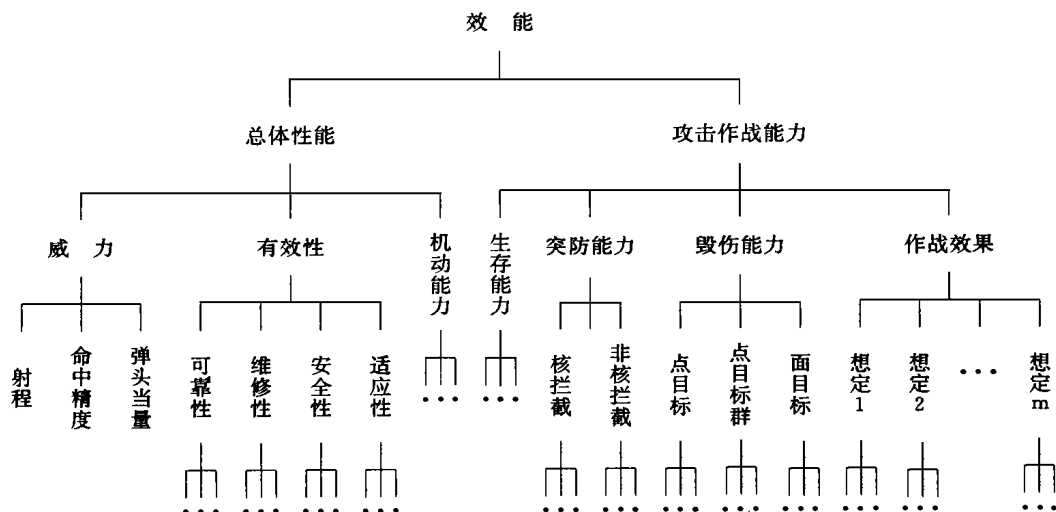 效 能
总体性能 攻击作战能力
威 力 有效性 机动能力 生存能力 突防能力 毁伤能力 作战效果
射程 命中精度 弹头当量 可靠性 维修性 安全性 适应性 ••• ••• 核拦截 非核拦截 点目标 点目标群 面目标 想定1 想定2 ••• 想定m
••• ••• ••• ••• ••• ••• ••• ••• ••• ••• ••• •••